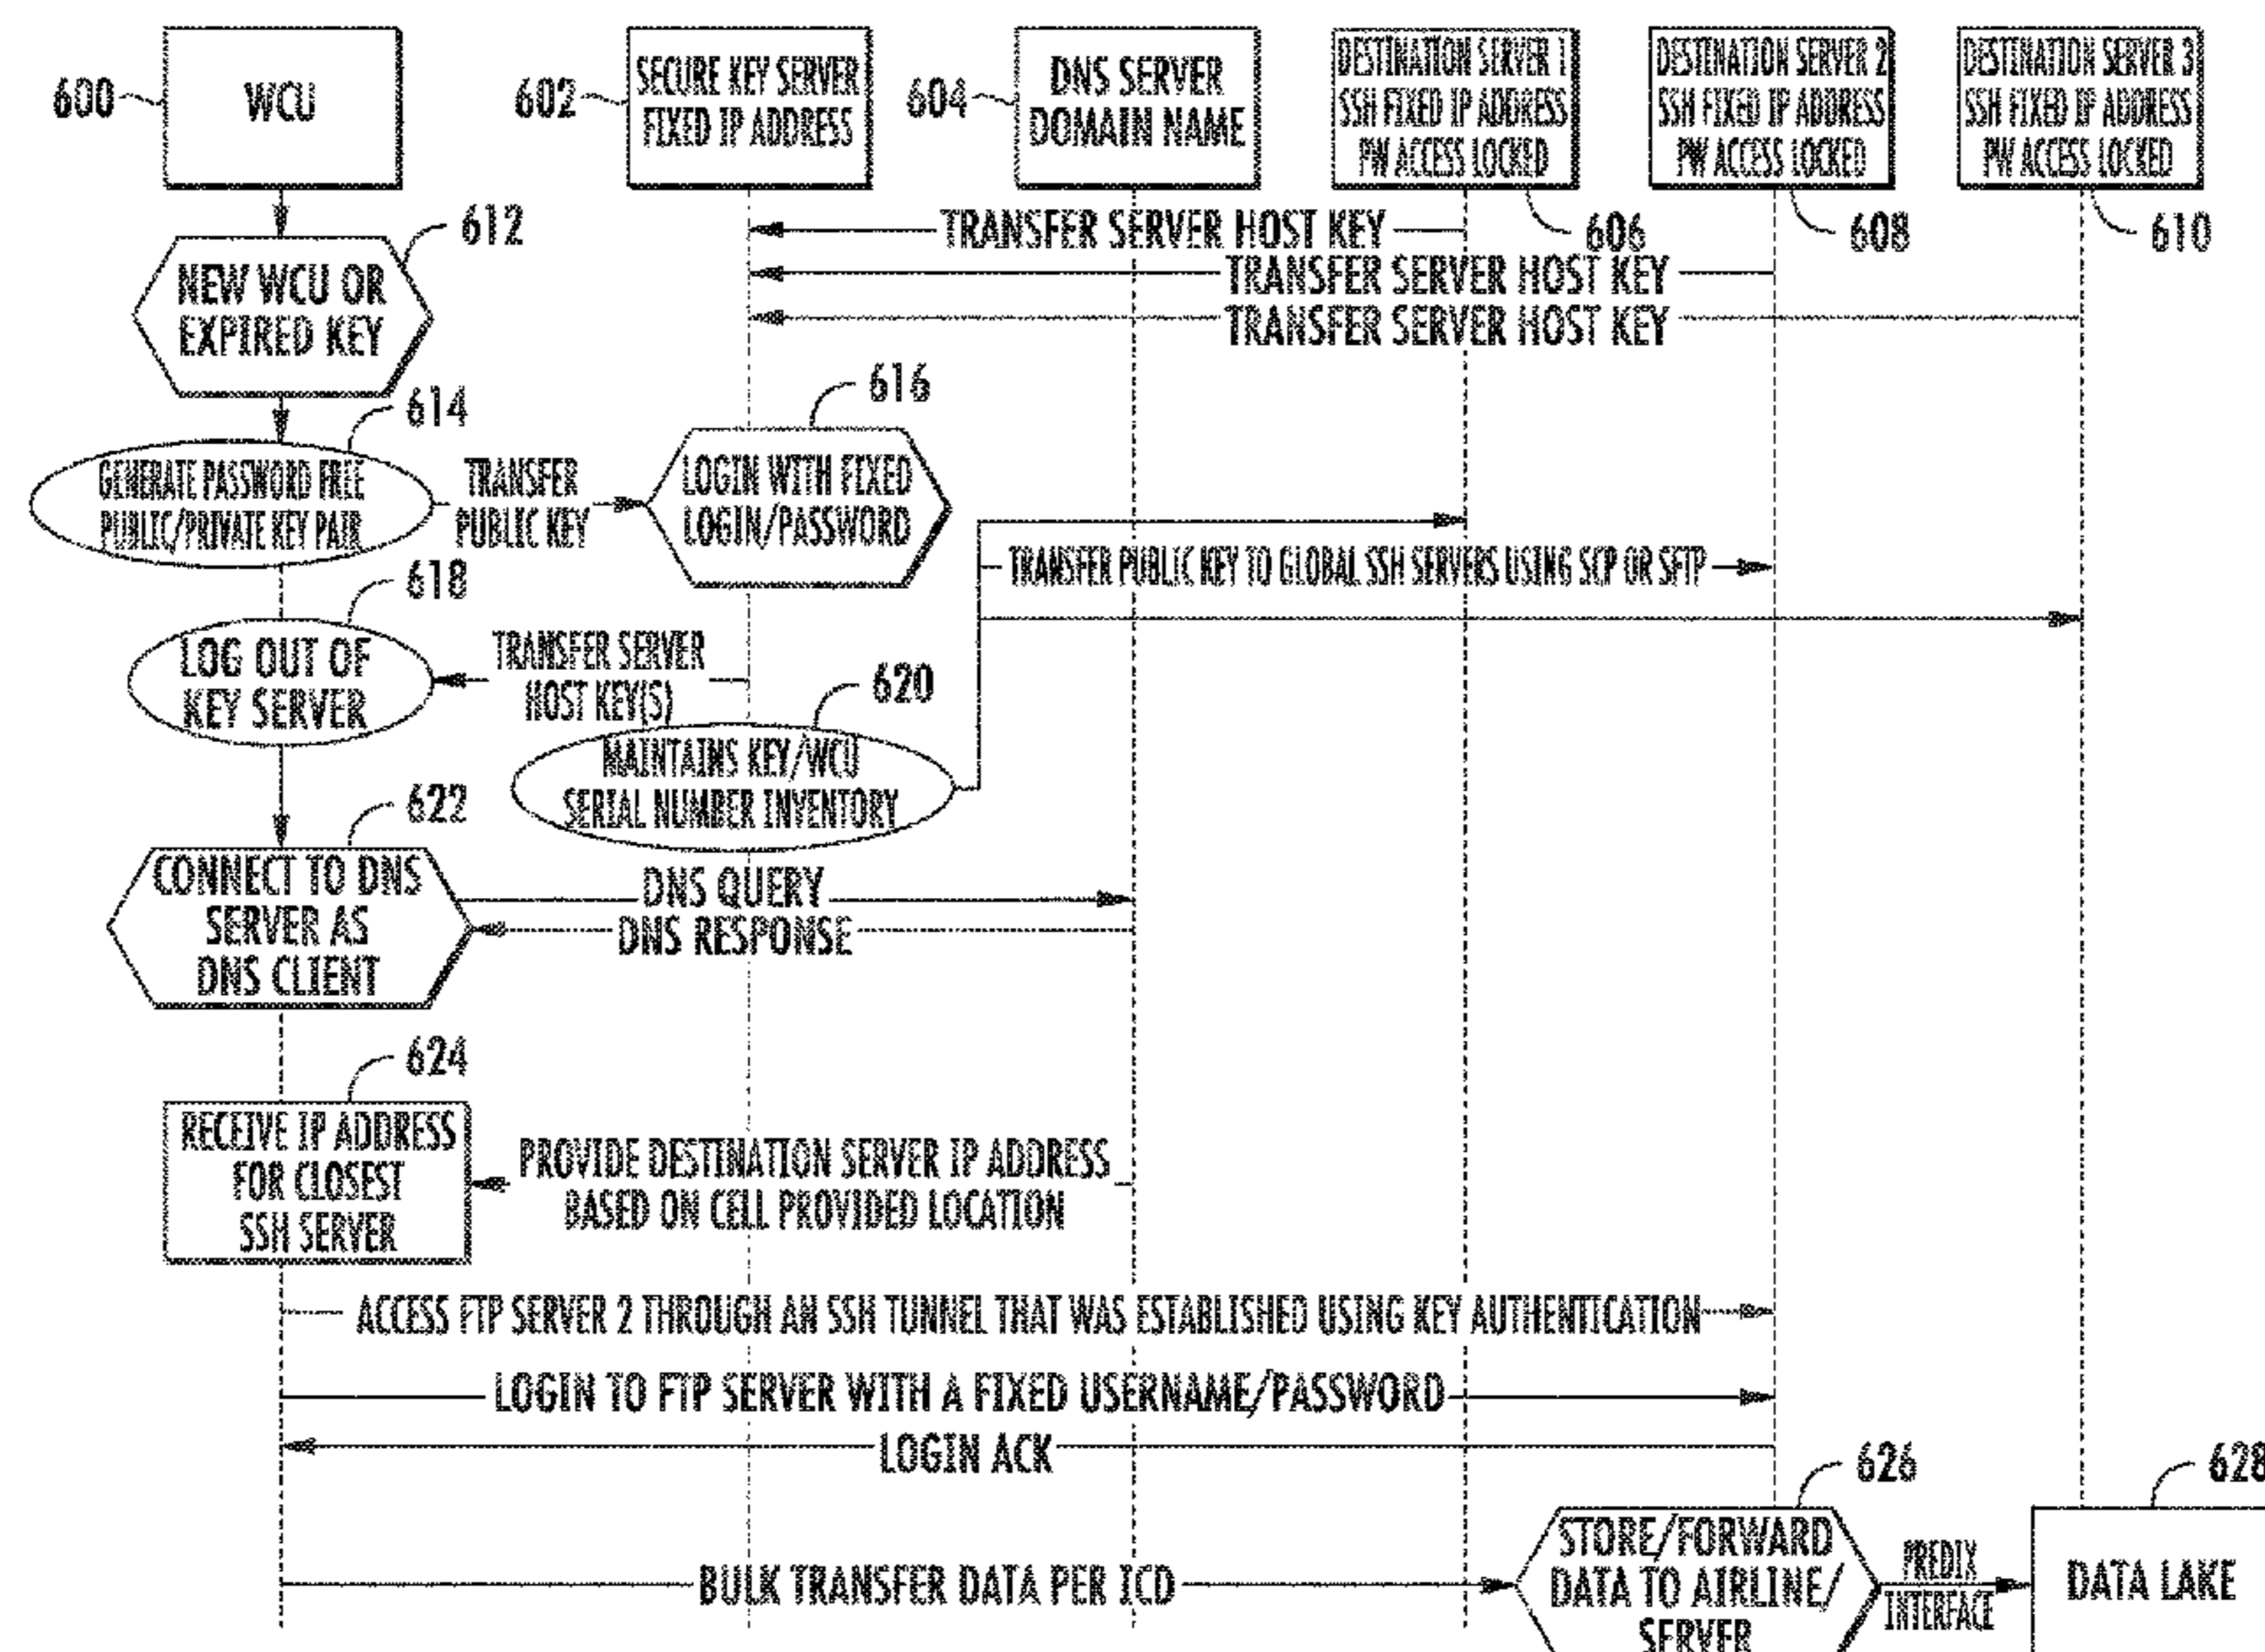 600
WCU
602
SECURE KEY SERVER
FIXED IP ADDRESS
604
DNS SERVER
DOMAIN NAME
DESTINATION SERVER 1
SSH FIXED IP ADDRESS
PW ACCESS LOCKED
DESTINATION SERVER 2
SSH FIXED IP ADDRESS
PW ACCESS LOCKED
DESTINATION SERVER 3
SSH FIXED IP ADDRESS
PW ACCESS LOCKED
606
608
610
TRANSFER SERVER HOST KEY
TRANSFER SERVER HOST KEY
TRANSFER SERVER HOST KEY
612
NEW WCU OR
EXPIRED KEY
614
GENERATE PASSWORD FREE
PUBLIC/PRIVATE KEY PAIR
TRANSFER
PUBLIC KEY
616
LOGIN WITH FIXED
LOGIN/PASSWORD
TRANSFER PUBLIC KEY TO GLOBAL SSH SERVERS USING SCP OR SFTP
618
LOG OUT OF
KEY SERVER
TRANSFER SERVER
HOST KEY(S)
620
MAINTAINS KEY/WCU
SERIAL NUMBER INVENTORY
622
CONNECT TO DNS
SERVER AS
DNS CLIENT
DNS QUERY
DNS RESPONSE
624
RECEIVE IP ADDRESS
FOR CLOSEST
SSH SERVER
PROVIDE DESTINATION SERVER IP ADDRESS
BASED ON CELL PROVIDED LOCATION
ACCESS FTP SERVER 2 THROUGH AN SSH TUNNEL THAT WAS ESTABLISHED USING KEY AUTHENTICATION
LOGIN TO FTP SERVER WITH A FIXED USERNAME/PASSWORD
LOGIN ACK
626
628
BULK TRANSFER DATA PER ICD
STORE/FORWARD
DATA TO AIRLINE/
SERVER
PREDIX
INTERFACE
DATA LAKE